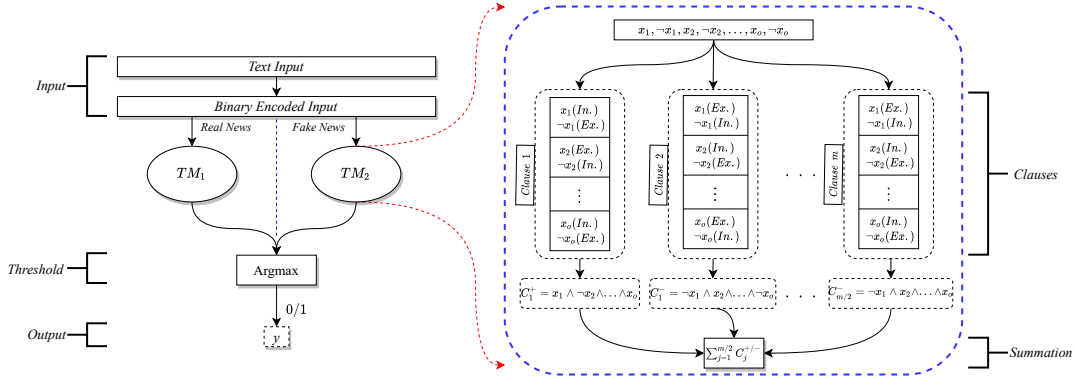 Input
Text Input
Binary Encoded Input
Real News
Fake News
TM₁
TM₂
Threshold
Argmax
0/1
Output
y
x₁, ¬x₁, x₂, ¬x₂, . . . , xₒ, ¬xₒ
Clause 1
x₁(In.)
¬x₁(Ex.)
x₂(Ex.)
¬x₂(In.)
⋮
xₒ(In.)
¬xₒ(Ex.)
Clause 2
x₁(Ex.)
¬x₁(In.)
x₂(In.)
¬x₂(Ex.)
⋮
xₒ(Ex.)
¬xₒ(In.)
. . .
Clause m
x₁(Ex.)
¬x₁(In.)
x₂(In.)
¬x₂(Ex.)
⋮
xₒ(In.)
¬xₒ(Ex.)
Clauses
C₁⁺ = x₁ ∧ ¬x₂∧. . .∧xₒ
C₁⁻ = ¬x₁ ∧ x₂∧. . .∧¬xₒ
. . .
C⁻_{m/2} = ¬x₁ ∧ x₂∧. . .∧xₒ
∑_{j=1}^{m/2} C_j^{+/−}
Summation